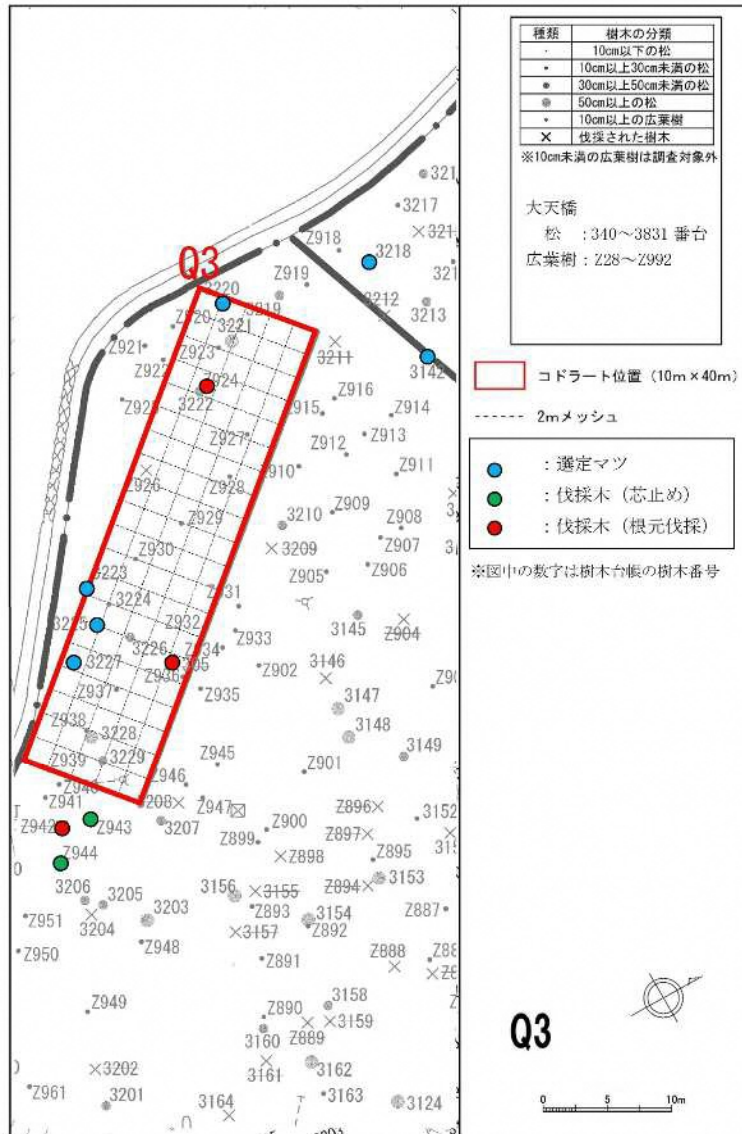 Q3
3217
Z918
3218
Z919
3212
3213
3219
Z920
3221
Z921
Z923
Z922
3211
3142
Z924
3222
Z916
Z925
Z915
Z914
Z927
Z913
Z912
Z910
Z911
Z926
Z928
Z909
Z929
3210
Z908
Z907
3209
Z930
Z905
Z906
3224
Z931
3225
Z932
3145
Z904
3226
Z934
Z933
3227
Z936
Z902
3146
Z937
Z935
3147
Z938
3228
3148
Z939
3229
Z945
3149
Z901
Z946
Z941
Z947
Z896
Z942
Z943
3207
Z900
Z897
3152
Z899
Z944
Z898
Z895
3206
3205
3156
3155
Z894
3153
3204
3203
Z893
3154
Z887
Z951
3157
Z892
Z950
Z948
Z891
Z888
Z949
Z890
3158
Z889
3159
3160
3202
3161
3162
Z961
3201
3164
3163
3124
種類 樹木の分類
10cm以下の松
10cm以上30cm未満の松
30cm以上50cm未満の松
50cm以上の松
10cm以上の広葉樹
伐採された樹木
※10cm未満の広葉樹は調査対象外
大天橋
松 :340～3831 番台
広葉樹：Z28～Z992
コドラート位置（10m×40m）
2mメッシュ
：選定マツ
：伐採木（芯止め）
：伐採木（根元伐採）
※図中の数字は樹木台帳の樹木番号
Q3
0 5 10m